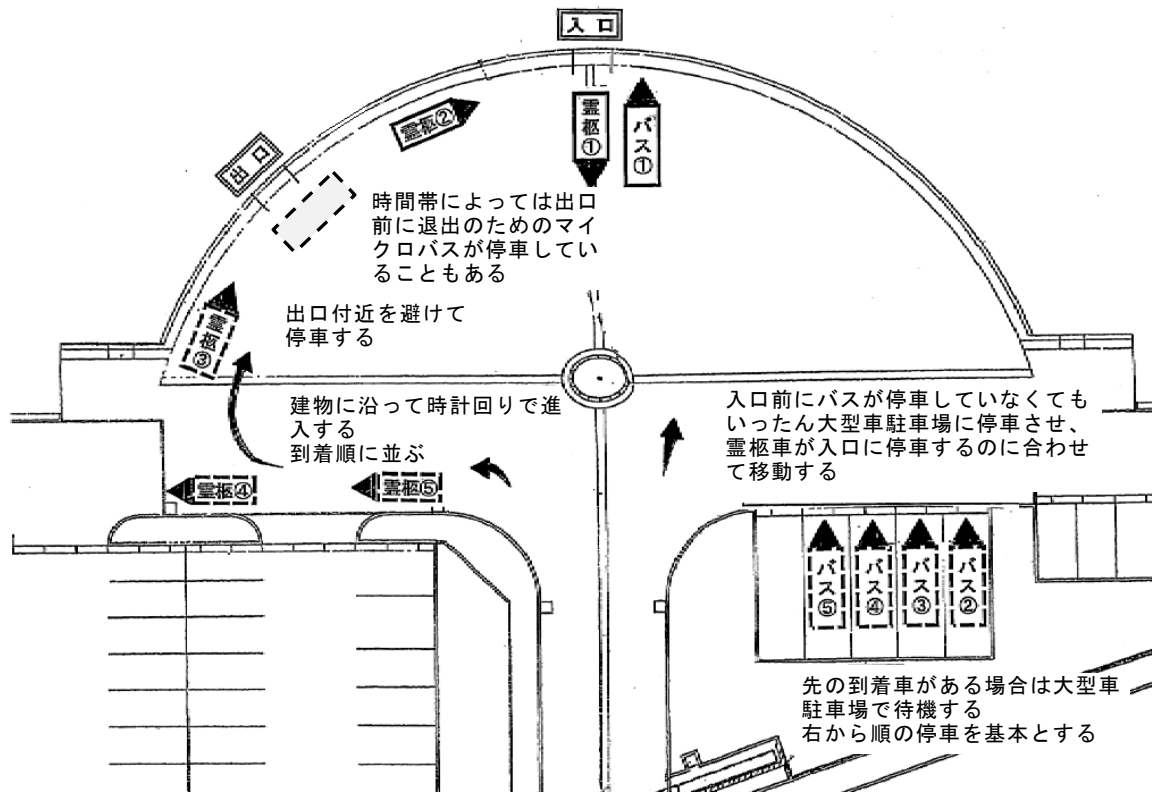 入口
霊柩②
霊柩①
バス①
出口
時間帯によっては出口
前に退出のためのマイ
クロバスが停車してい
ることもある
出口付近を避けて
停車する
霊柩③
建物に沿って時計回りで進
入する
到着順に並ぶ
入口前にバスが停車していなくても
いったん大型車駐車場に停車させ、
霊柩車が入口に停車するのに合わせ
て移動する
霊柩④
霊柩⑤
バス⑤
バス④
バス③
バス②
先の到着車がある場合は大型車
駐車場で待機する
右から順の停車を基本とする